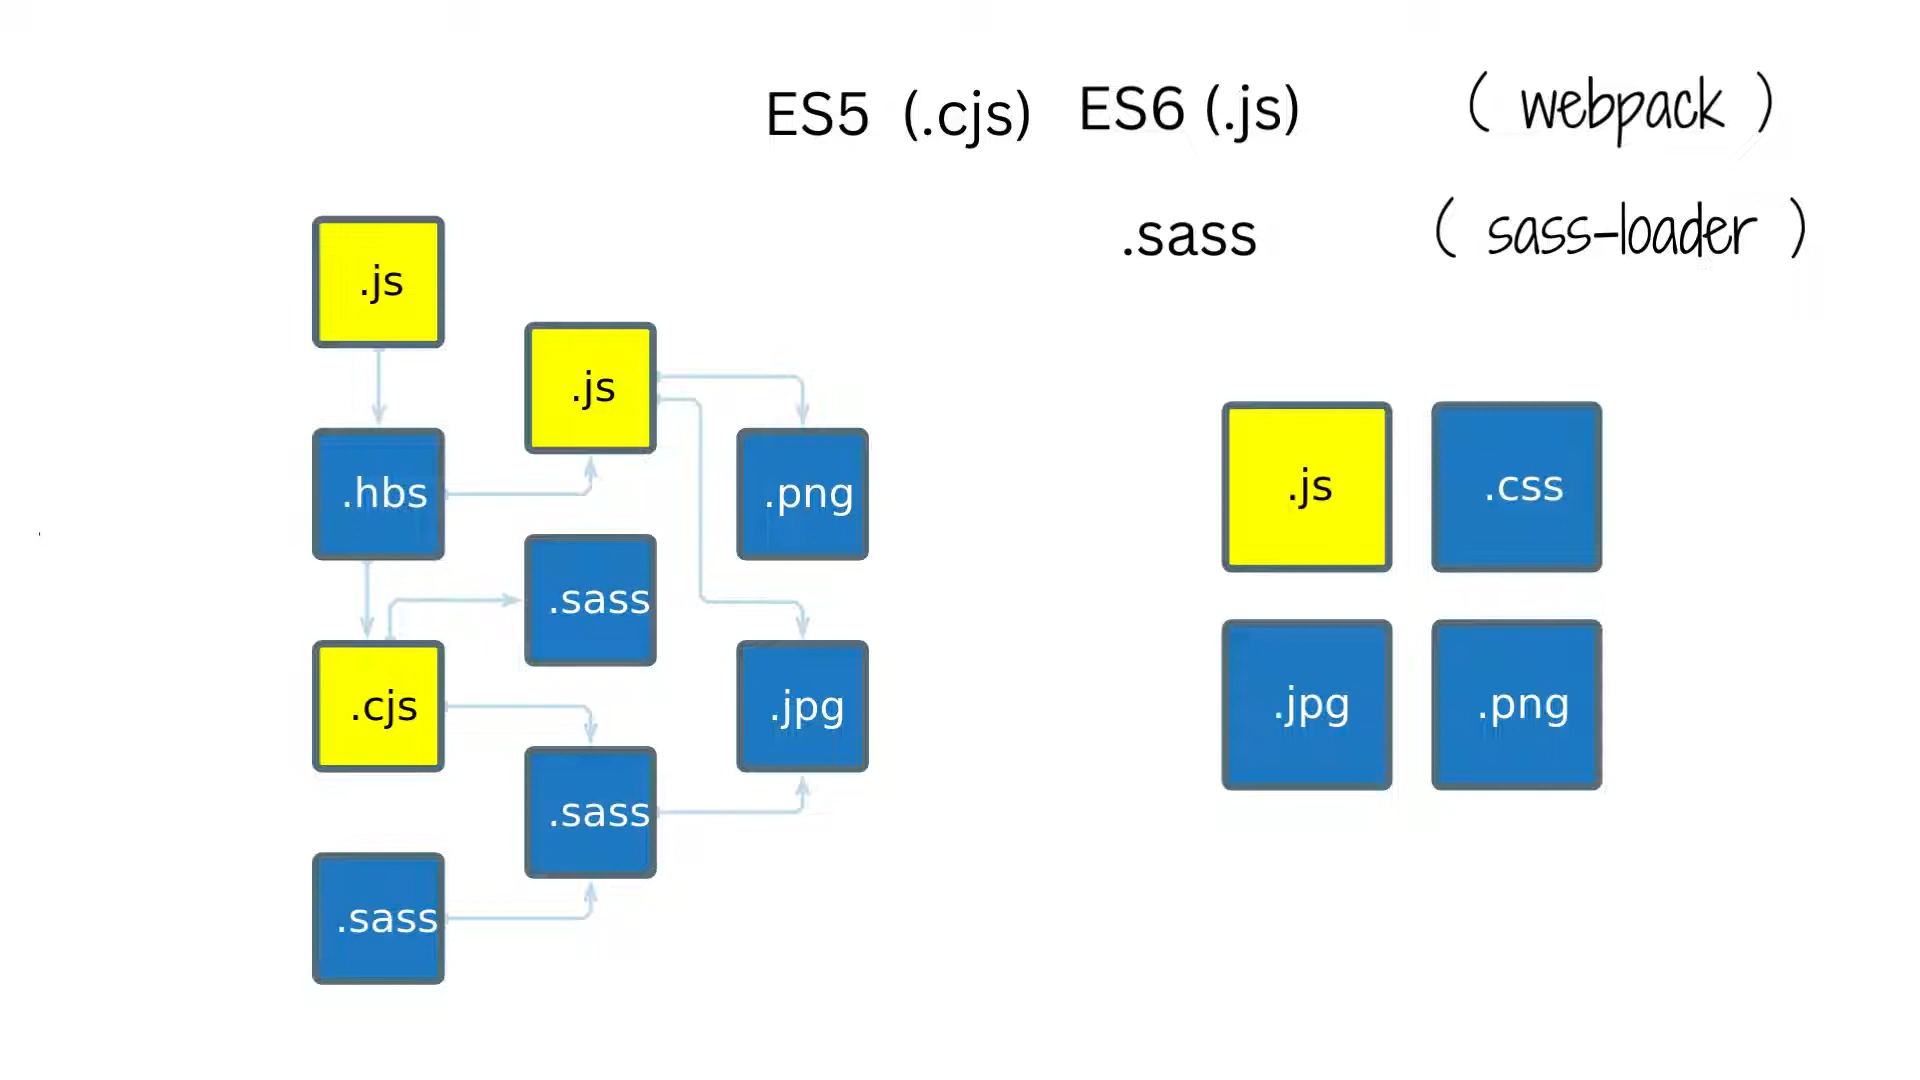 ES5 (.cjs) ES6 (.js) ( webpack )
.sass ( sass-loader )
.js
.js
.hbs
.png
.sass
.cjs
.jpg
.sass
.sass
.js .css
.jpg .png